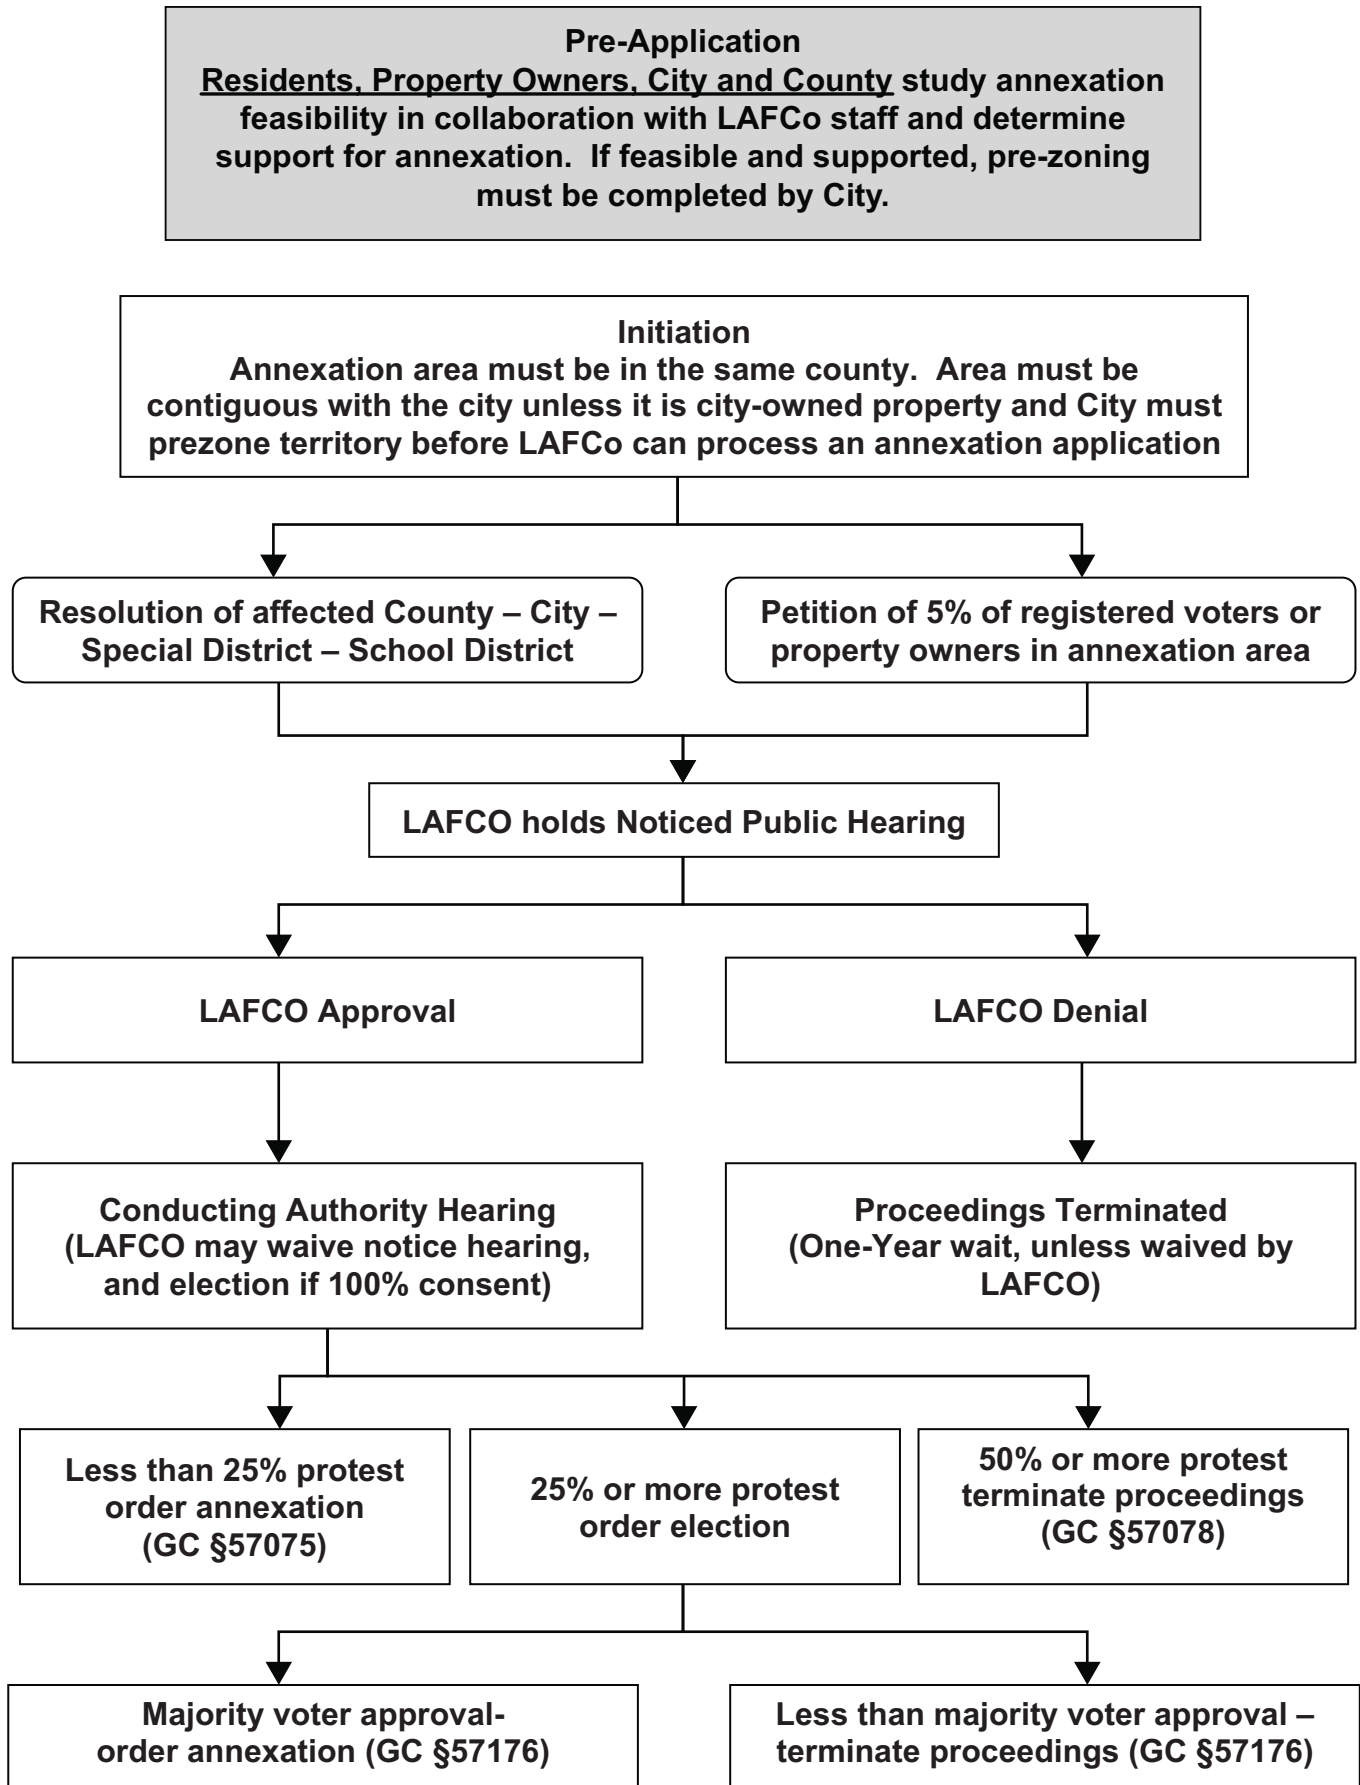 Pre-Application
Residents, Property Owners, City and County study annexation
feasibility in collaboration with LAFCo staff and determine
support for annexation.  If feasible and supported, pre-zoning
must be completed by City.
Initiation
Annexation area must be in the same county.  Area must be
contiguous with the city unless it is city-owned property and City must
prezone territory before LAFCo can process an annexation application
Resolution of affected County – City –
Special District – School District
Petition of 5% of registered voters or
property owners in annexation area
LAFCO holds Noticed Public Hearing
LAFCO Approval
LAFCO Denial
Conducting Authority Hearing
(LAFCO may waive notice hearing,
and election if 100% consent)
Proceedings Terminated
(One-Year wait, unless waived by
LAFCO)
Less than 25% protest
order annexation
(GC §57075)
25% or more protest
order election
50% or more protest
terminate proceedings
(GC §57078)
Majority voter approval-
order annexation (GC §57176)
Less than majority voter approval –
terminate proceedings (GC §57176)